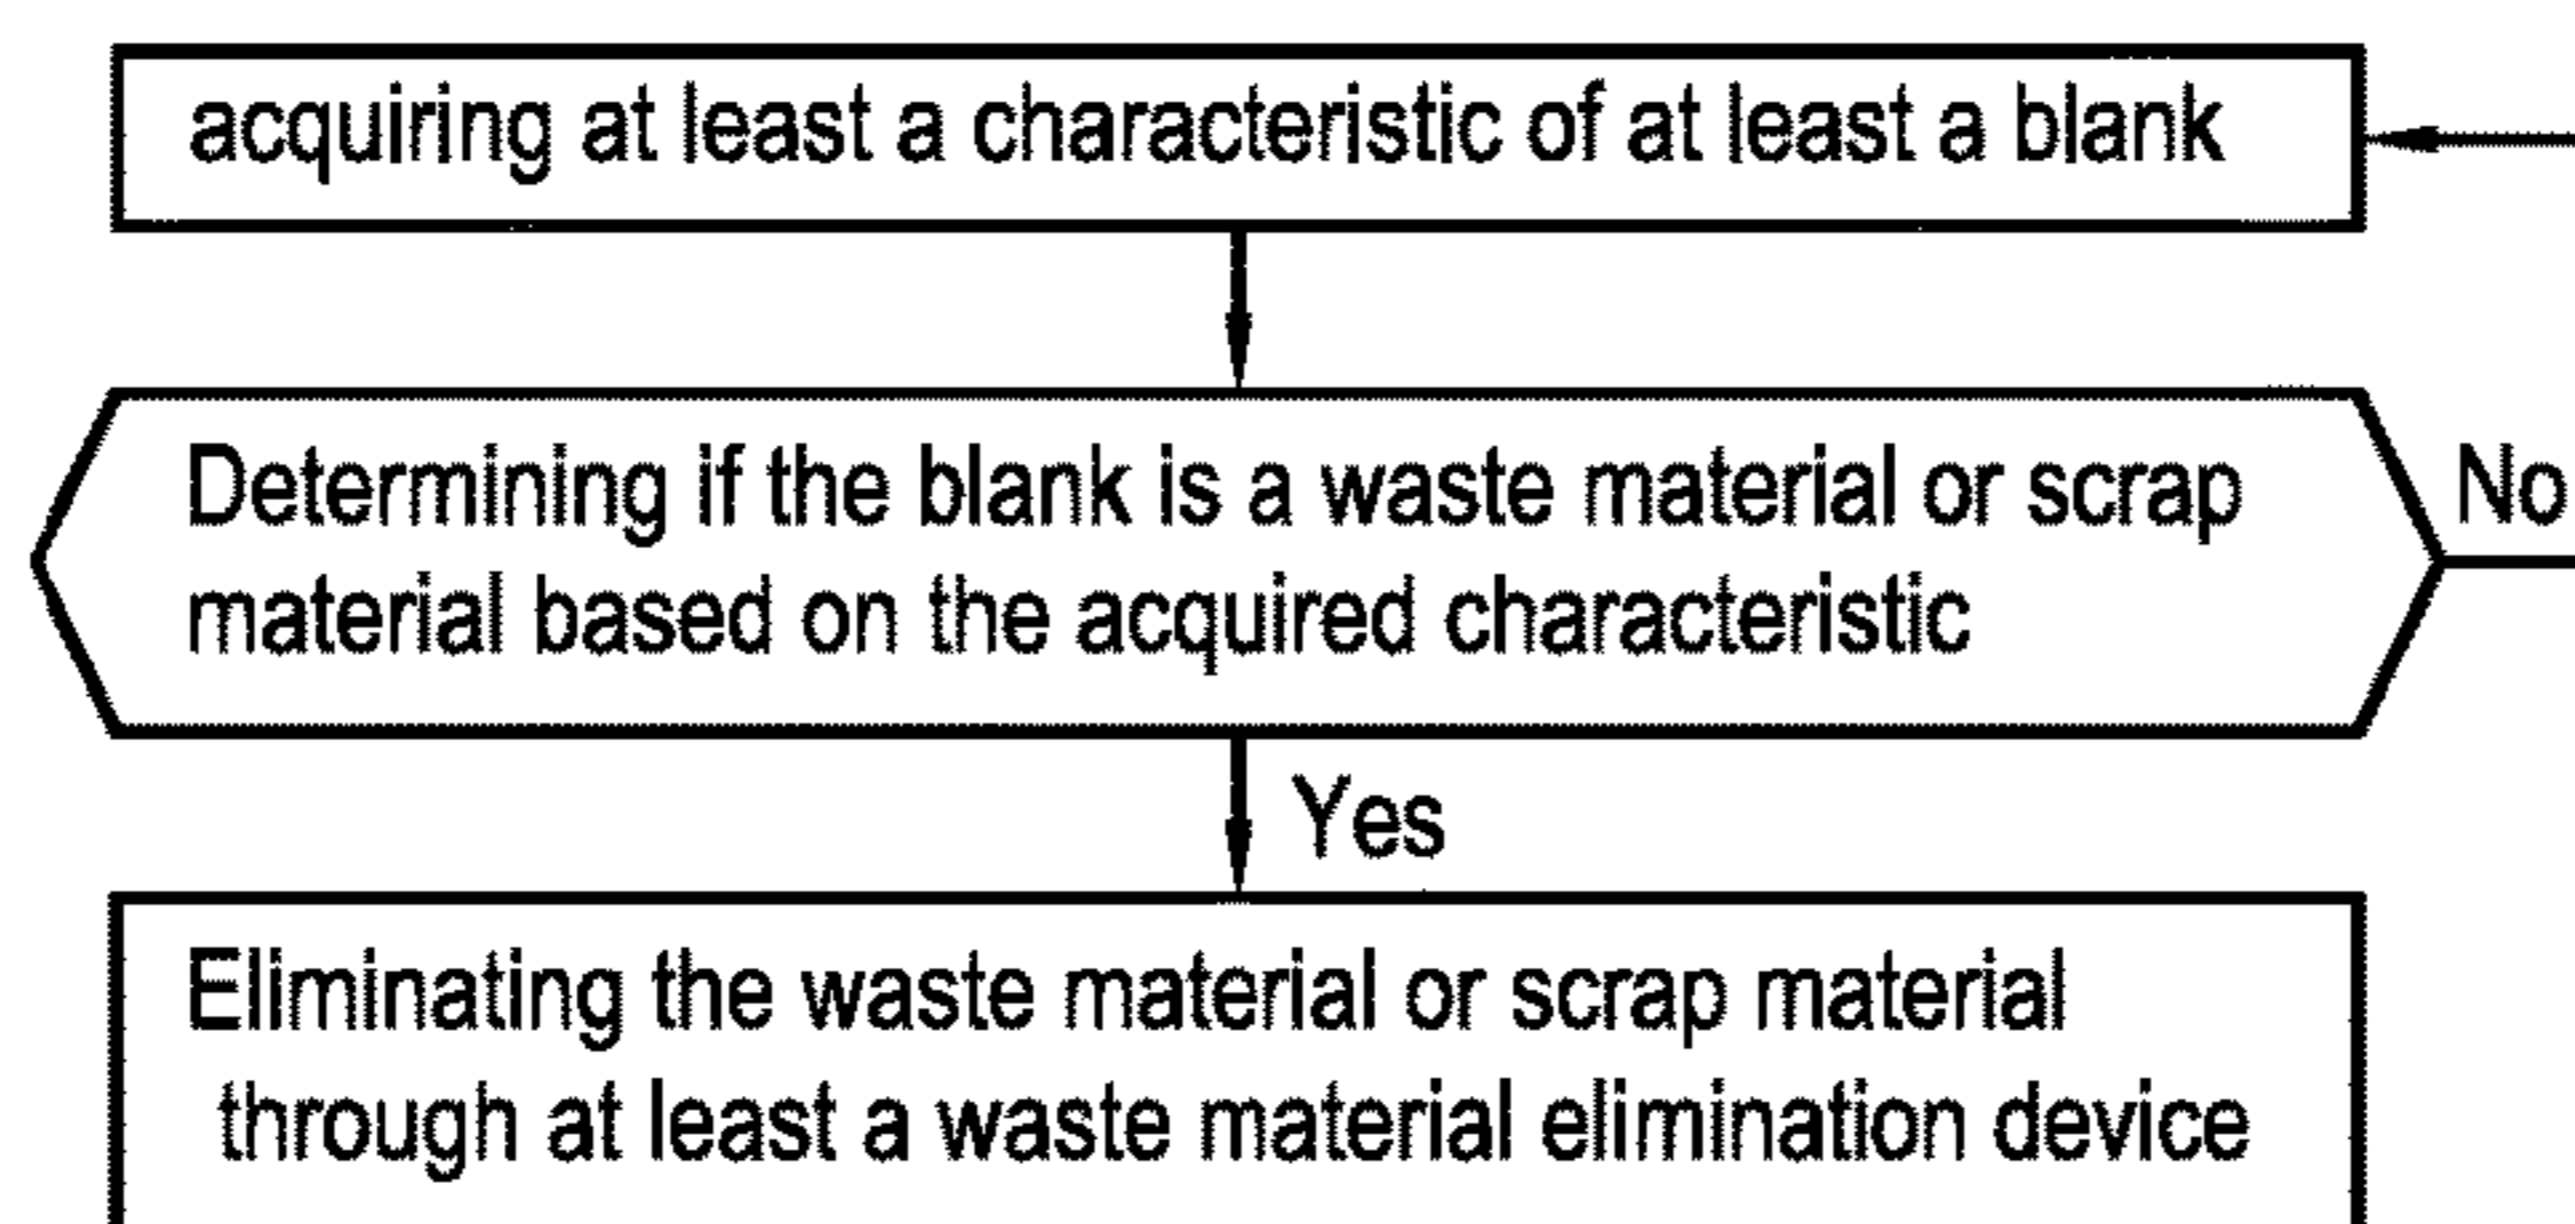 acquiring at least a characteristic of at least a blank
Determining if the blank is a waste material or scrap
material based on the acquired characteristic
No
Yes
Eliminating the waste material or scrap material
through at least a waste material elimination device